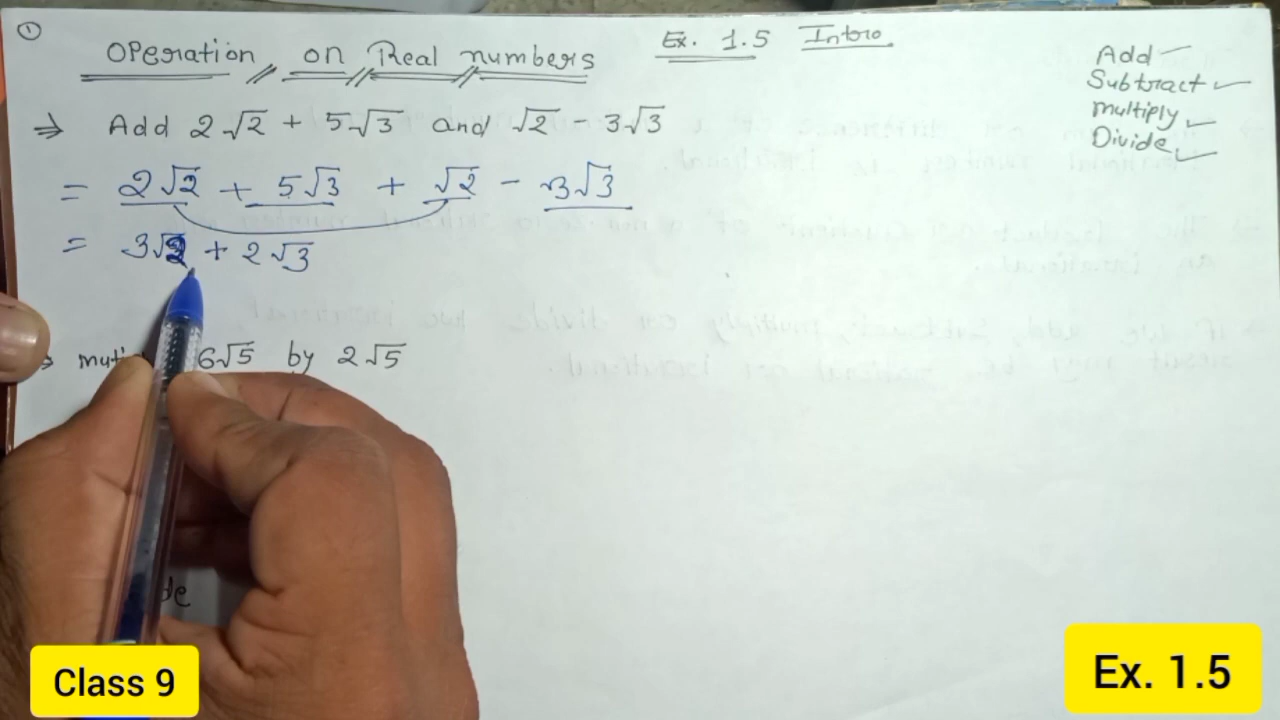 ①
Operation on Real numbers
Ex. 1.5 Intro
Add
Subtract ✓
multiply ✓
Divide ✓
⇒ Add 2√2 + 5√3 and √2 - 3√3
= 2√2 + 5√3 + √2 - 3√3
= 3√2 + 2√3
6√5 by 2√5
Class 9
Ex. 1.5